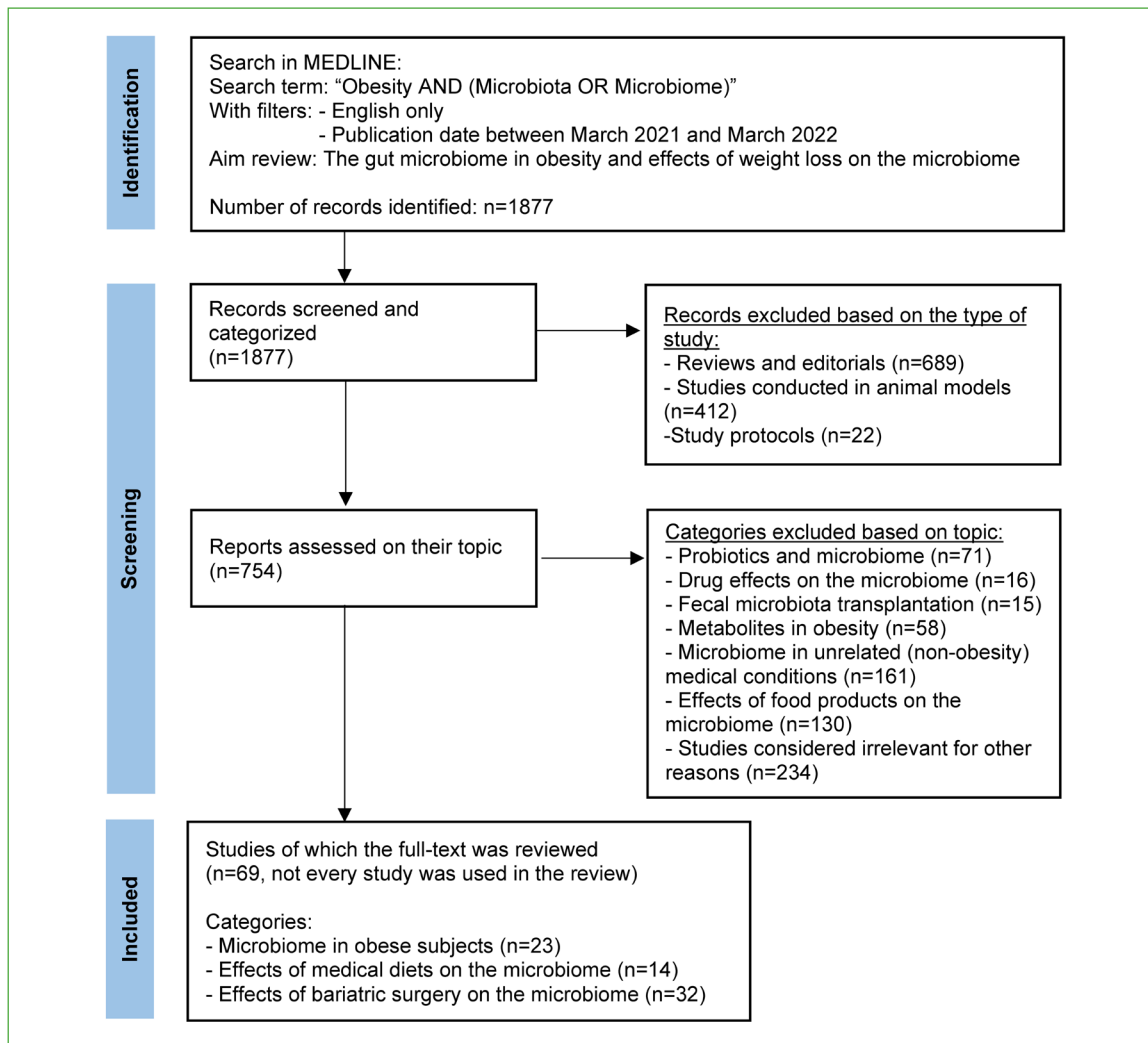 Identification
Search in MEDLINE:
Search term: “Obesity AND (Microbiota OR Microbiome)”
With filters: - English only
- Publication date between March 2021 and March 2022
Aim review: The gut microbiome in obesity and effects of weight loss on the microbiome
Number of records identified: n=1877
Screening
Records screened and
categorized
(n=1877)
Records excluded based on the type of
study:
- Reviews and editorials (n=689)
- Studies conducted in animal models
(n=412)
-Study protocols (n=22)
Reports assessed on their topic
(n=754)
Categories excluded based on topic:
- Probiotics and microbiome (n=71)
- Drug effects on the microbiome (n=16)
- Fecal microbiota transplantation (n=15)
- Metabolites in obesity (n=58)
- Microbiome in unrelated (non-obesity)
medical conditions (n=161)
- Effects of food products on the
microbiome (n=130)
- Studies considered irrelevant for other
reasons (n=234)
Included
Studies of which the full-text was reviewed
(n=69, not every study was used in the review)
Categories:
- Microbiome in obese subjects (n=23)
- Effects of medical diets on the microbiome (n=14)
- Effects of bariatric surgery on the microbiome (n=32)